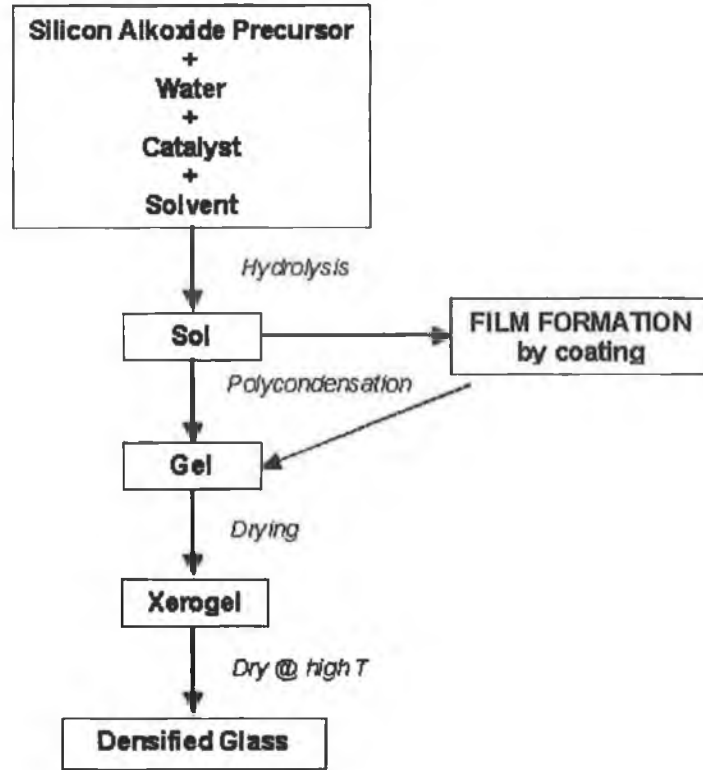 Silicon Alkoxide Precursor
+
Water
+
Catalyst
+
Solvent
Hydrolysis
Sol
FILM FORMATION
by coating
Polycondensation
Gel
Drying
Xerogel
Dry @ high T
Densified Glass